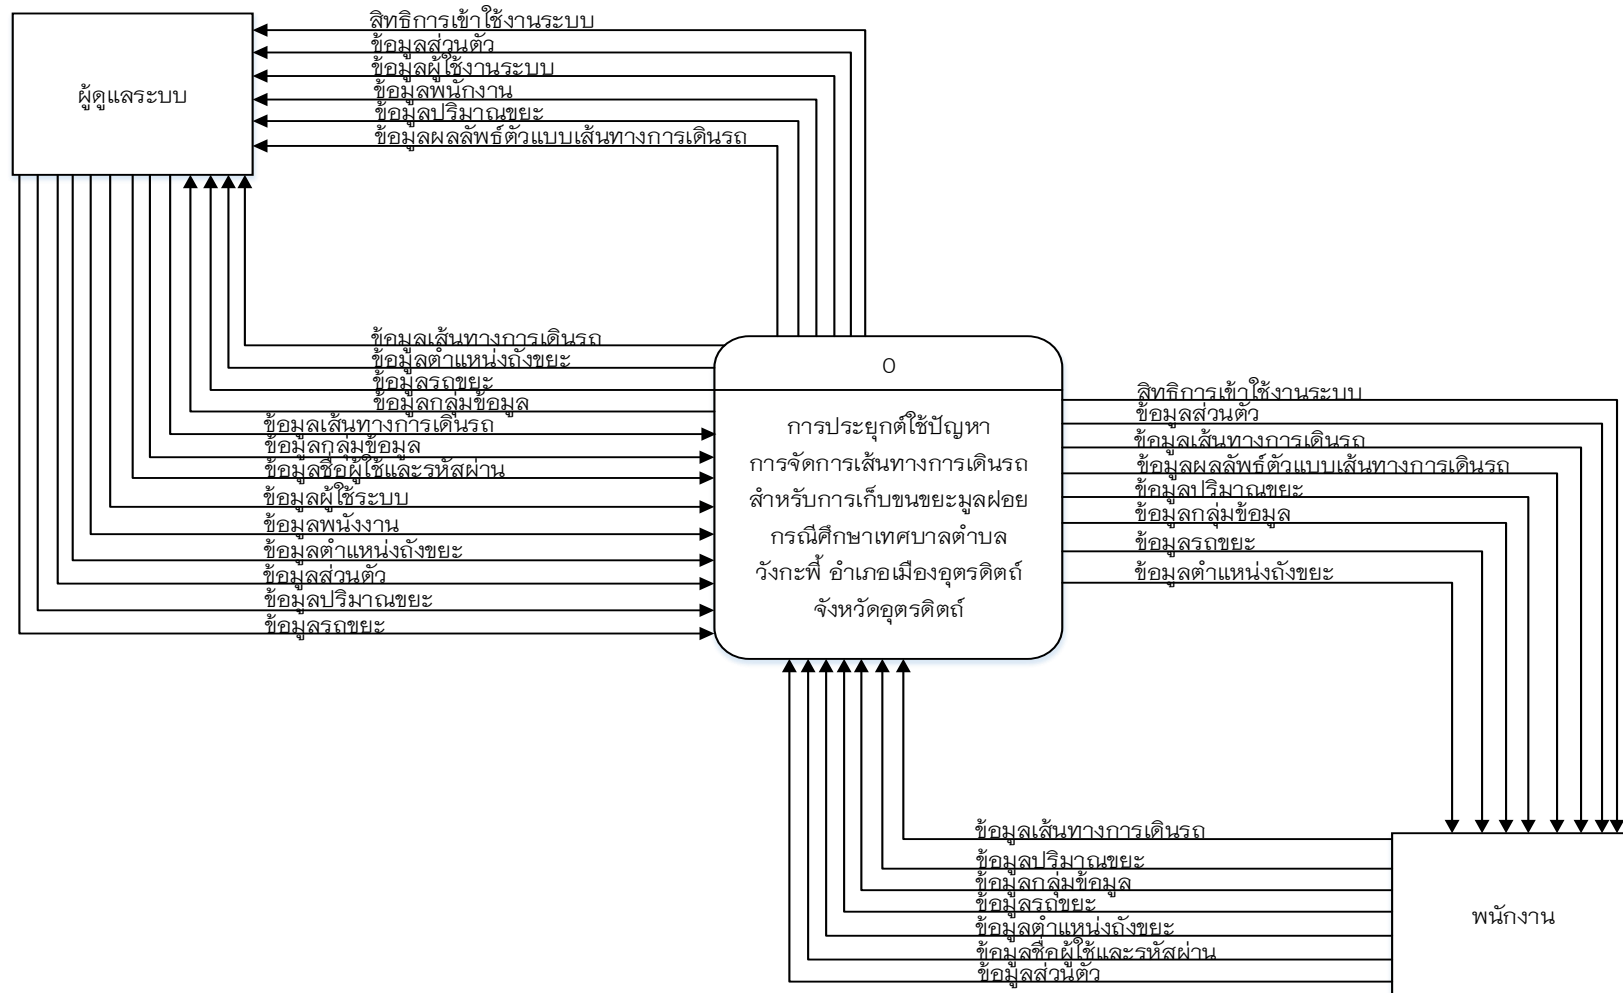 สิทธิการเข้าใช้งานระบบ
ข้อมูลส่วนตัว
ข้อมูลผู้ใช้งานระบบ
ข้อมูลพนักงาน
ข้อมูลปริมาณขยะ
ข้อมูลผลลัพธ์ตัวแบบเส้นทางการเดินรถ
ผู้ดูแลระบบ
ข้อมูลเส้นทางการเดินรถ
ข้อมูลตำแหน่งถังขยะ
ข้อมูลรถขยะ
ข้อมูลกลุ่มข้อมูล
ข้อมูลเส้นทางการเดินรถ
ข้อมูลกลุ่มข้อมูล
ข้อมูลชื่อผู้ใช้และรหัสผ่าน
ข้อมูลผู้ใช้ระบบ
ข้อมูลพนังงาน
ข้อมูลตำแหน่งถังขยะ
ข้อมูลส่วนตัว
ข้อมูลปริมาณขยะ
ข้อมูลรถขยะ
0
การประยุกต์ใช้ปัญหา
การจัดการเส้นทางการเดินรถ
สำหรับการเก็บขนขยะมูลฝอย
กรณีศึกษาเทศบาลตำบล
วังกะพี้ อำเภอเมืองอุตรดิตถ์
จังหวัดอุตรดิตถ์
สิทธิการเข้าใช้งานระบบ
ข้อมูลส่วนตัว
ข้อมูลเส้นทางการเดินรถ
ข้อมูลผลลัพธ์ตัวแบบเส้นทางการเดินรถ
ข้อมูลปริมาณขยะ
ข้อมูลกลุ่มข้อมูล
ข้อมูลรถขยะ
ข้อมูลตำแหน่งถังขยะ
ข้อมูลเส้นทางการเดินรถ
ข้อมูลปริมาณขยะ
ข้อมูลกลุ่มข้อมูล
ข้อมูลรถขยะ
ข้อมูลตำแหน่งถังขยะ
ข้อมูลชื่อผู้ใช้และรหัสผ่าน
ข้อมูลส่วนตัว
พนักงาน